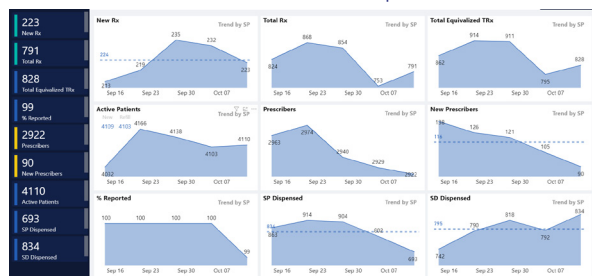 223
New Rx
791
Total Rx
828
Total Equivalized TRx
99
% Reported
2922
Prescribers
90
New Prescribers
4110
Active Patients
693
SP Dispensed
834
SD Dispensed
New Rx
Trend by SP
235
232
224
219
223
213
Sep 16 Sep 23 Sep 30 Oct 07
Total Rx
Trend by SP
868
854
824
791
753
Sep 16 Sep 23 Sep 30 Oct 07
Total Equivalized TRx
Trend by SP
914
911
862
828
795
Sep 16 Sep 23 Sep 30 Oct 07
Active Patients
Trend by SP
4139 4103
4166
4138
4110
4103
4032
Sep 16 Sep 23 Sep 30 Oct 07
Prescribers
Trend by SP
2974
2963
2940
2929
2922
Sep 16 Sep 23 Sep 30 Oct 07
New Prescribers
Trend by SP
126
121
116
105
90
Sep 16 Sep 23 Sep 30 Oct 07
% Reported
Trend by SP
100 100 100 100
99
Sep 16 Sep 23 Sep 30 Oct 07
SP Dispensed
Trend by SP
914
904
863
693
Sep 16 Sep 23 Sep 30 Oct 07
SD Dispensed
Trend by SP
834
818
795
790
792
742
Sep 16 Sep 23 Sep 30 Oct 07